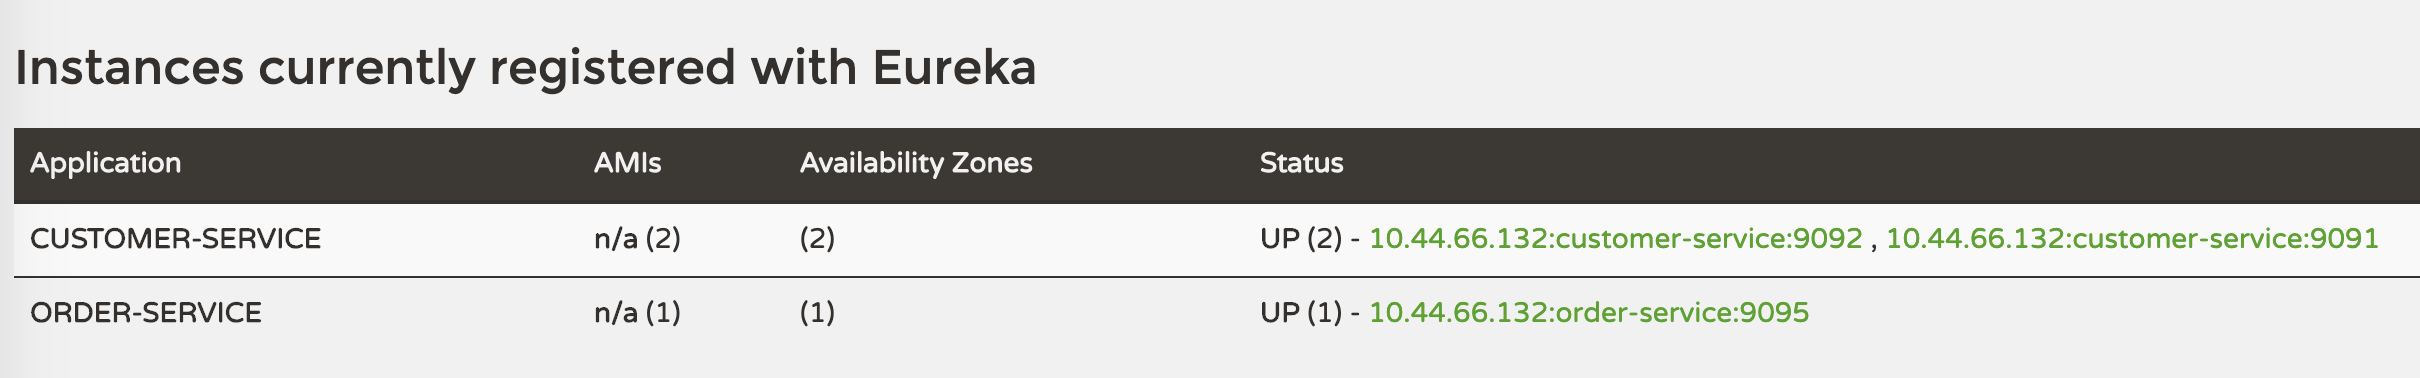 Instances currently registered with Eureka
Application AMIs Availability Zones Status
CUSTOMER-SERVICE n/a (2) (2) UP (2) - 10.44.66.132:customer-service:9092 , 10.44.66.132:customer-service:9091
ORDER-SERVICE n/a (1) (1) UP (1) - 10.44.66.132:order-service:9095